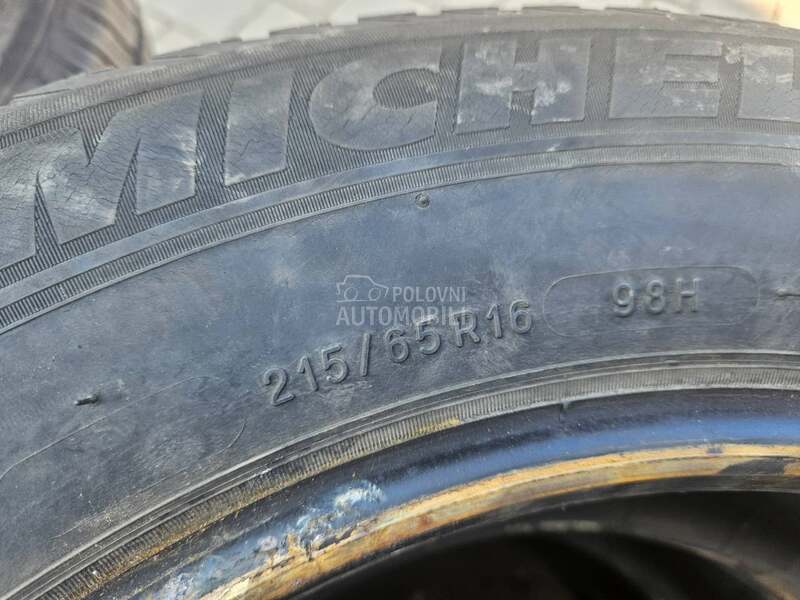 MICHEL
POLOVNI
AUTOMOBILI
215/65R16 98H